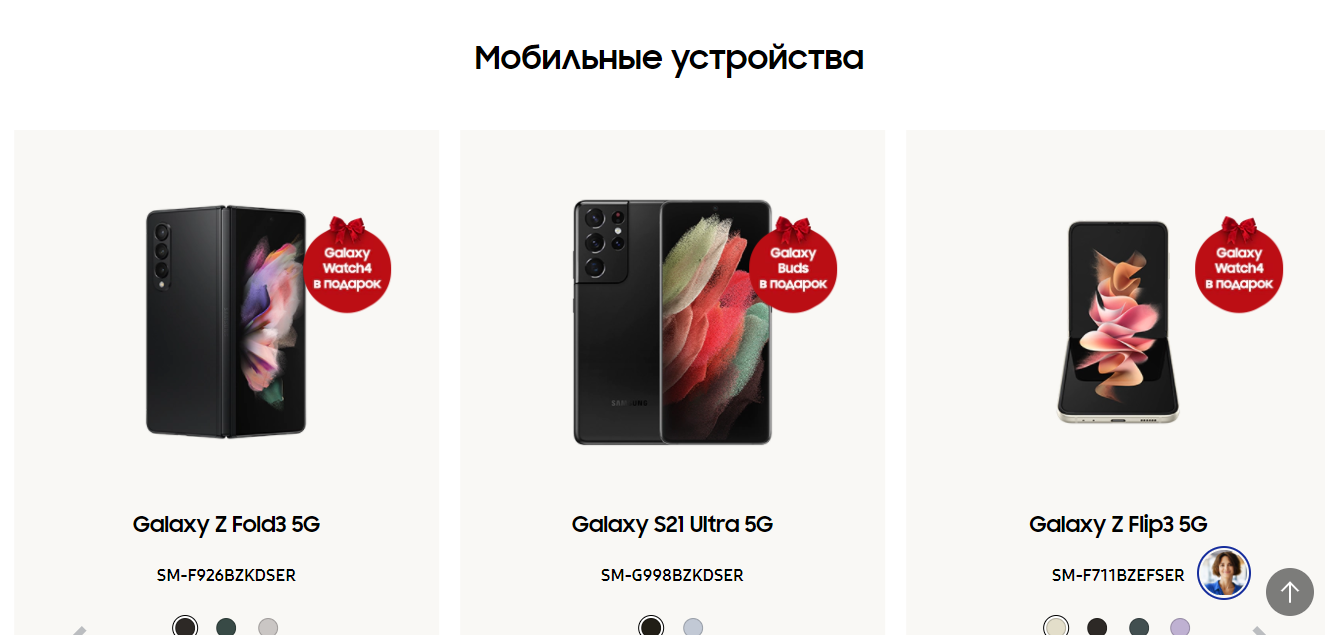 Мобильные устройства
Galaxy
Watch4
в подарок
Galaxy
Buds
в подарок
Galaxy
Watch4
в подарок
SAMSUNG
Galaxy Z Fold3 5G
Galaxy S21 Ultra 5G
Galaxy Z Flip3 5G
SM-F926BZKDSER
SM-G998BZKDSER
SM-F711BZEFSER